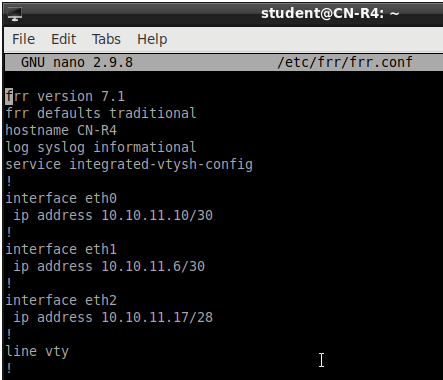 student@CN-R4: ~
File Edit Tabs Help
GNU nano 2.9.8 /etc/frr/frr.conf
frr version 7.1
frr defaults traditional
hostname CN-R4
log syslog informational
service integrated-vtysh-config
!
interface eth0
 ip address 10.10.11.10/30
!
interface eth1
 ip address 10.10.11.6/30
!
interface eth2
 ip address 10.10.11.17/28
!
line vty
!